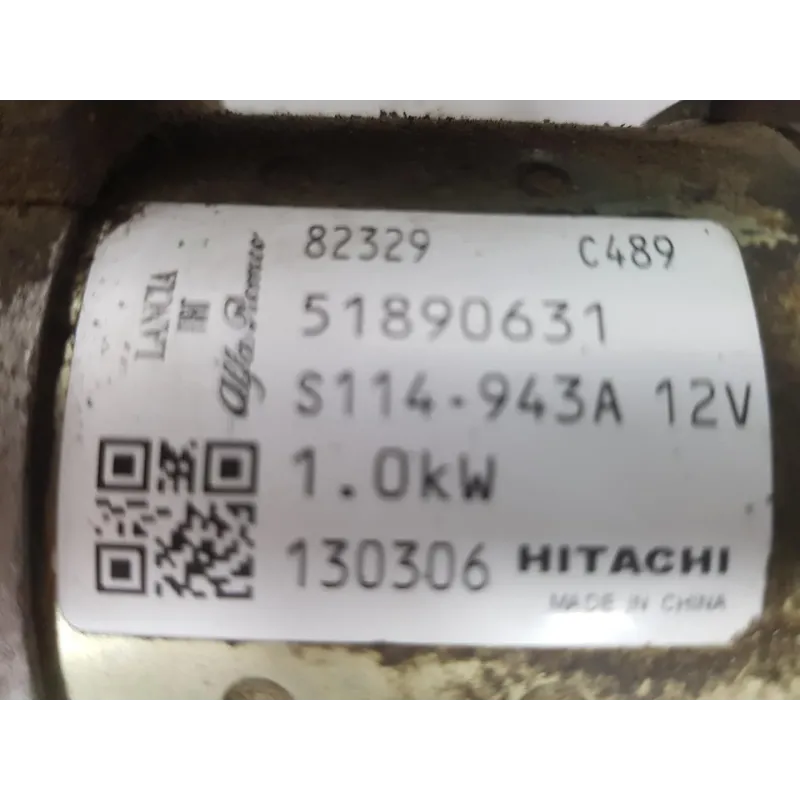 LANCIA
FIAT
Alfa Romeo
82329 C489
51890631
S114-943A 12V
1.0kW
130306 HITACHI
MADE IN CHINA